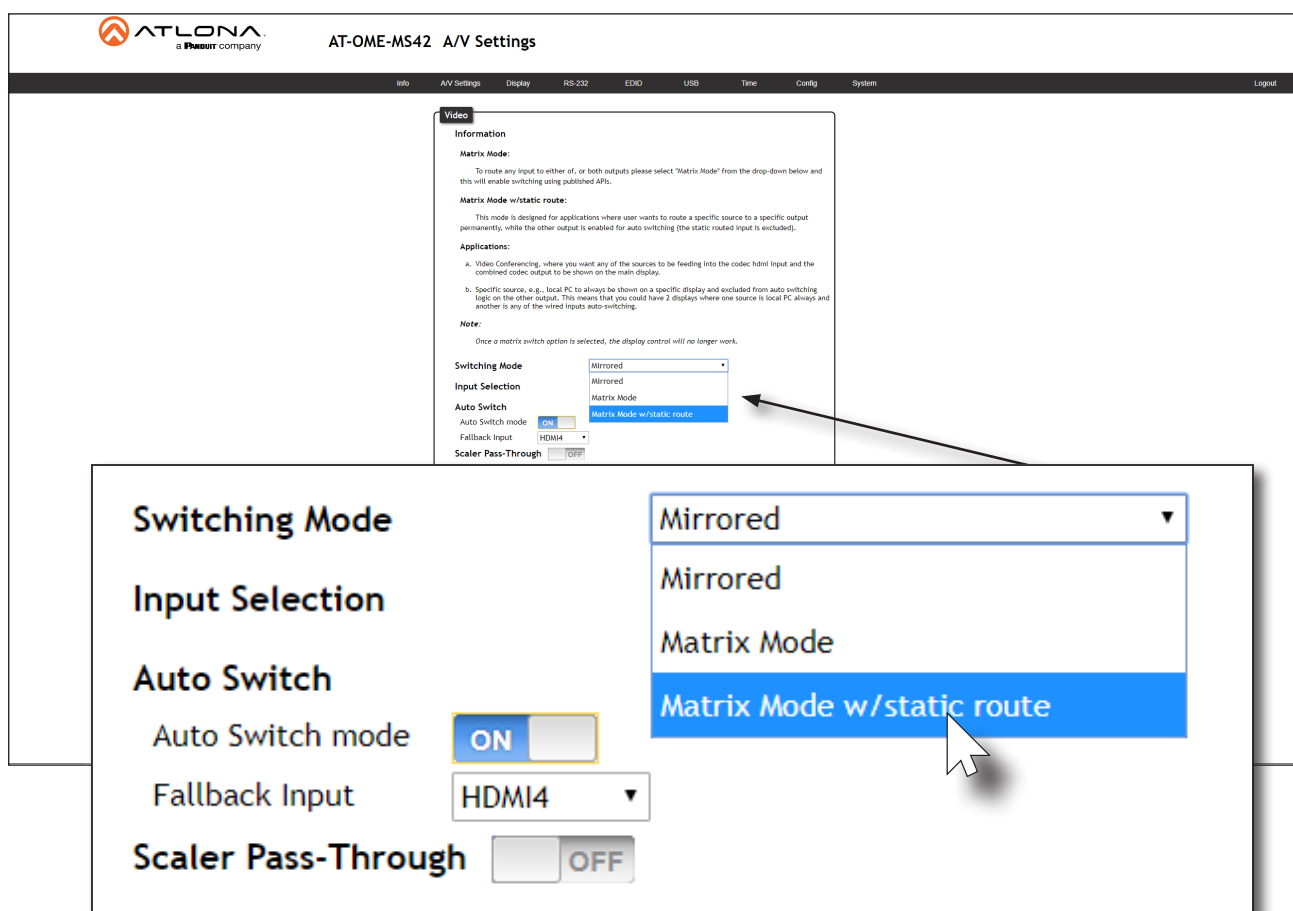 ATLONA.
a PANDUIT company
AT-OME-MS42 A/V Settings
Info A/V Settings Display RS-232 EDID USB Time Config System Logout
Video
Information
Matrix Mode:
To route any input to either of, or both outputs please select "Matrix Mode" from the drop-down below and
this will enable switching using published APIs.
Matrix Mode w/static route:
This mode is designed for applications where user wants to route a specific source to a specific output
permanently, while the other output is enabled for auto switching (the static routed input is excluded).
Applications:
a. Video Conferencing, where you want any of the sources to be feeding into the codec hdmi input and the
combined codec output to be shown on the main display.
b. Specific source, e.g., local PC to always be shown on a specific display and excluded from auto switching
logic on the other output. This means that you could have 2 displays where one source is local PC always and
another is any of the wired inputs auto-switching.
Note:
Once a matrix switch option is selected, the display control will no longer work.
Switching Mode Mirrored
Mirrored
Input Selection
Matrix Mode
Auto Switch
Matrix Mode w/static route
Auto Switch mode ON
Fallback Input HDMI4
Scaler Pass-Through OFF
Switching Mode Mirrored
Mirrored
Input Selection
Matrix Mode
Auto Switch
Matrix Mode w/static route
Auto Switch mode ON
Fallback Input HDMI4
Scaler Pass-Through OFF